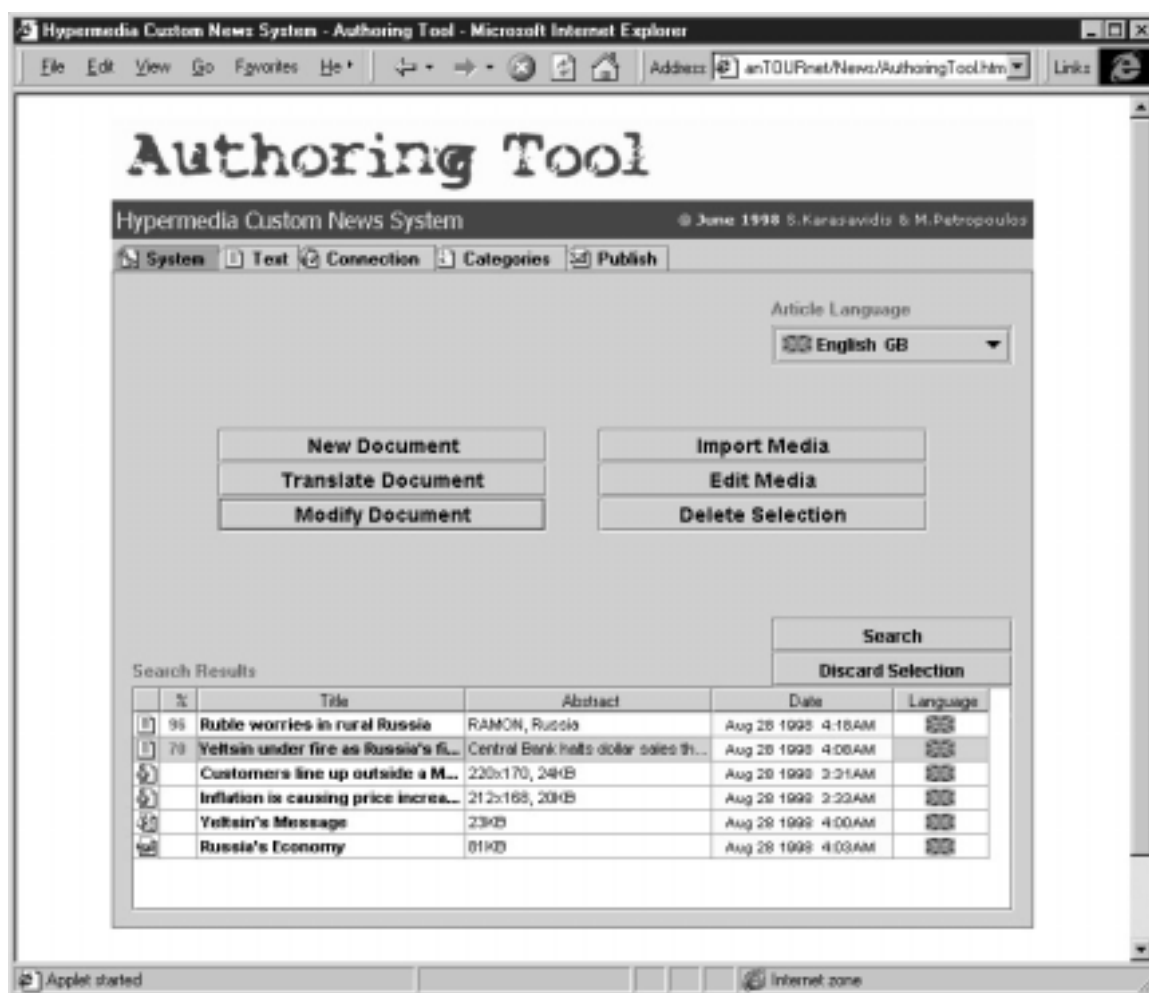 Hypermedia Custom News System - Authoring Tool - Microsoft Internet Explorer
File Edit View Go Favorites Address anTOURnet/News/AuthoringTool.htm Links
Authoring Tool
Hypermedia Custom News System © June 1998 S.Karasavidis & M.Petropoulos
System Text Connection Categories Publish
Article Language
English GB
New Document Import Media
Translate Document Edit Media
Modify Document Delete Selection
Search
Search Results Discard Selection
% Title Abstract Date Language
96 Ruble worries in rural Russia RAMON, Russia Aug 28 1998 4:18AM
Yeltsin under fire as Russia's fi... Central Bank halts dollar sales th... Aug 28 1998 4:08AM
Customers line up outside a M... 220x170, 24KB Aug 28 1998 3:31AM
Inflation is causing price increa... 212x168, 20KB Aug 28 1998
Yeltsin's Message 23KB Aug 28 1998 4:00AM
Russia's Economy 81KB Aug 28 1998 4:03AM
Applet started Internet zone